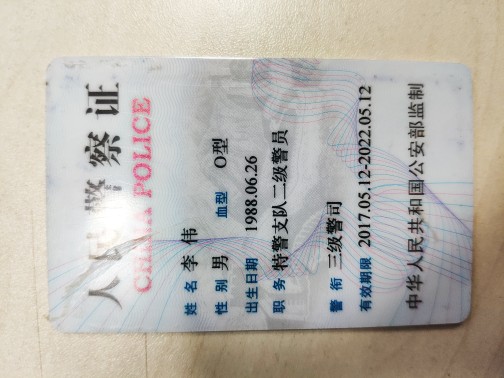 人民警察证
CHINA POLICE
姓名 李伟
性别 男 血型 O型
出生日期 1988.06.26
职务 特警支队二级警员
警衔 三级警司
有效期限 2017.05.12-2022.05.12
中华人民共和国公安部监制